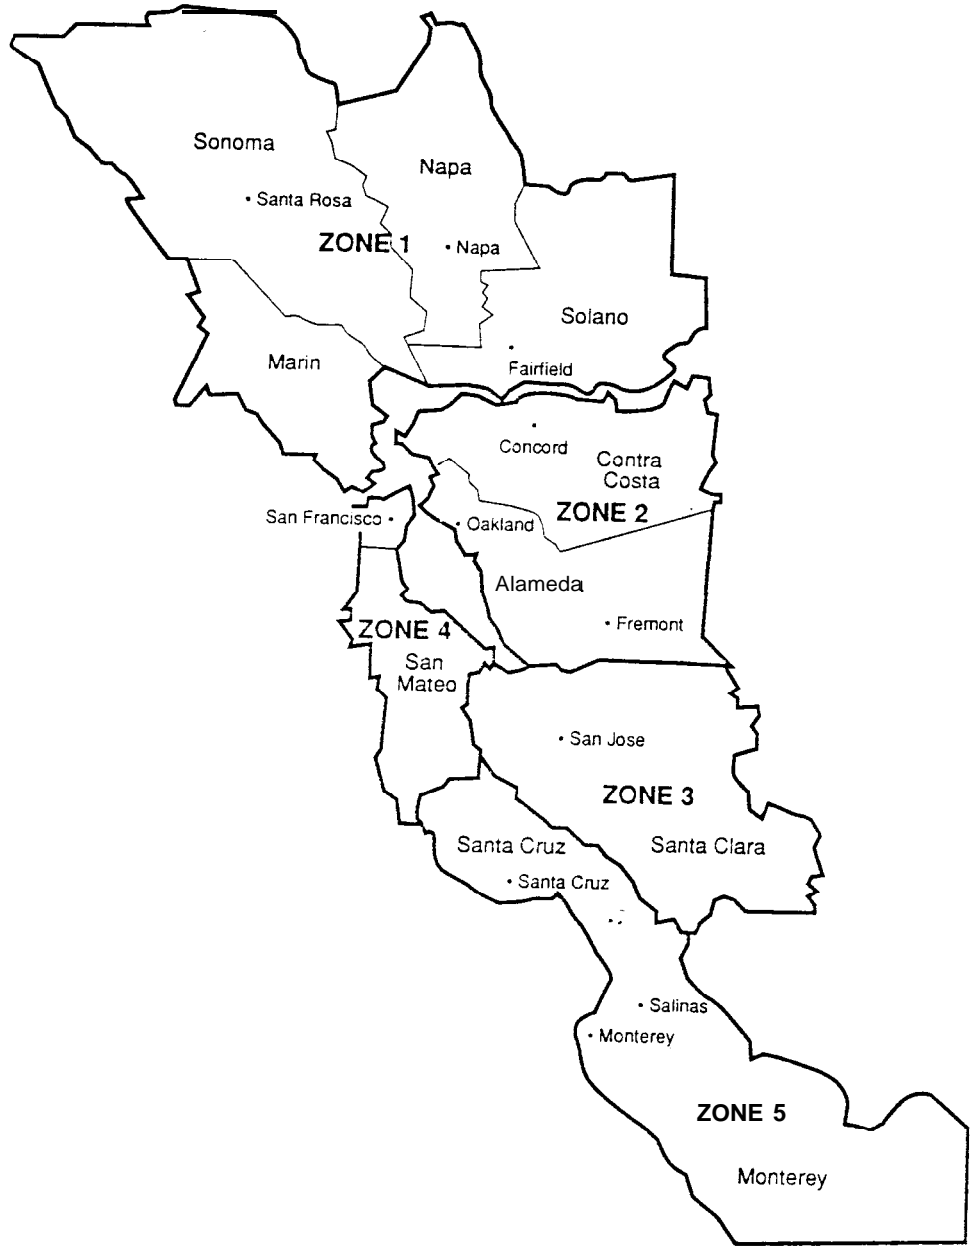 Sonoma
Napa
• Santa Rosa
ZONE 1
• Napa
Solano
Marin
Fairfield
Concord
Contra
Costa
ZONE 2
San Francisco •
• Oakland
Alameda
• Fremont
ZONE 4
San
Mateo
• San Jose
ZONE 3
Santa Cruz
Santa Clara
• Santa Cruz
• Salinas
• Monterey
ZONE 5
Monterey